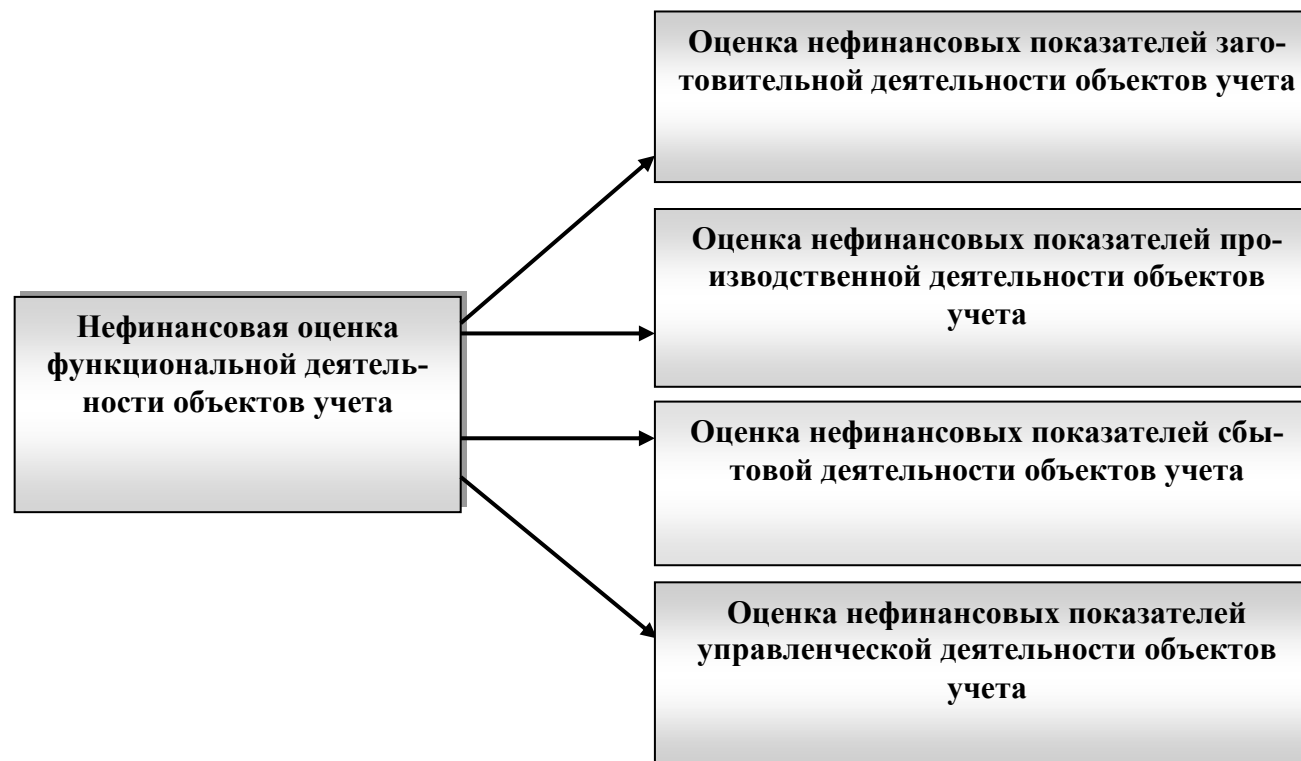 Оценка нефинансовых показателей заго-
товительной деятельности объектов учета
Оценка нефинансовых показателей про-
изводственной деятельности объектов
учета
Нефинансовая оценка
функциональной деятель-
ности объектов учета
Оценка нефинансовых показателей сбы-
товой деятельности объектов учета
Оценка нефинансовых показателей
управленческой деятельности объектов
учета